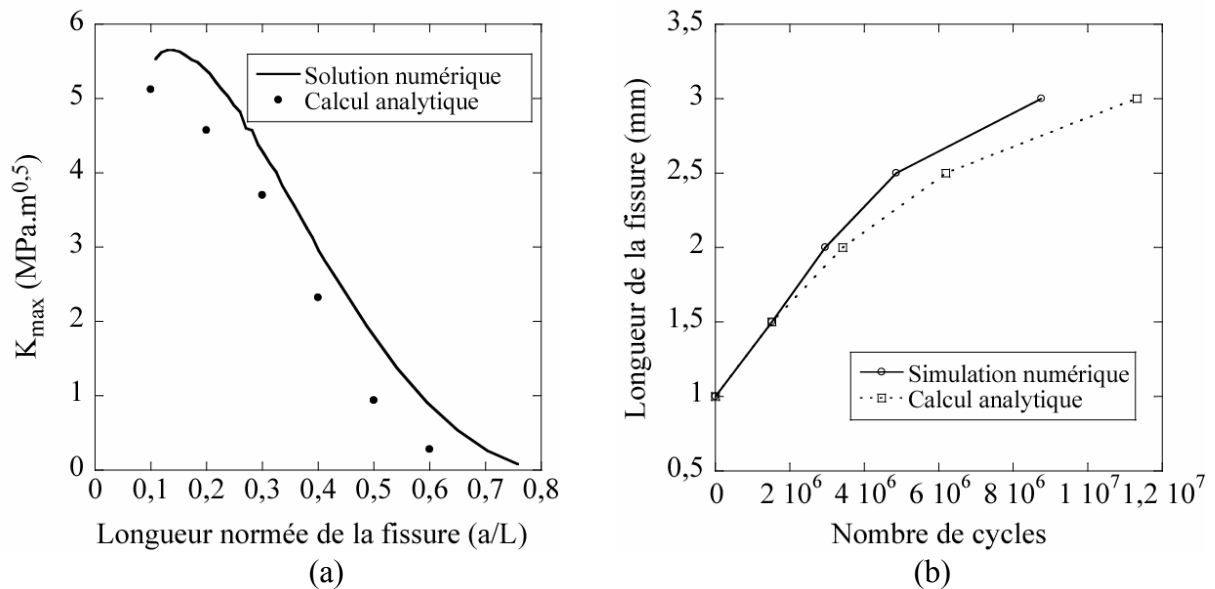 6
5
4
3
2
1
0
K_max (MPa.m^0,5)
Solution numérique
Calcul analytique
0 0,1 0,2 0,3 0,4 0,5 0,6 0,7 0,8
Longueur normée de la fissure (a/L)
(a)
3,5
3
2,5
2
1,5
1
0,5
Longueur de la fissure (mm)
Simulation numérique
Calcul analytique
0 2 10^6 4 10^6 6 10^6 8 10^6 1 10^7 1,2 10^7
Nombre de cycles
(b)